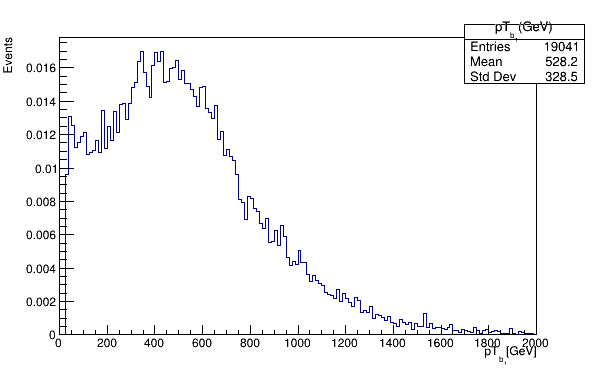 pT_b_1 (GeV)
Entries 19041
Mean 528.2
Std Dev 328.5
Events
0.016
0.014
0.012
0.01
0.008
0.006
0.004
0.002
0
0 200 400 600 800 1000 1200 1400 1600 1800 2000
pT_b_1 [GeV]